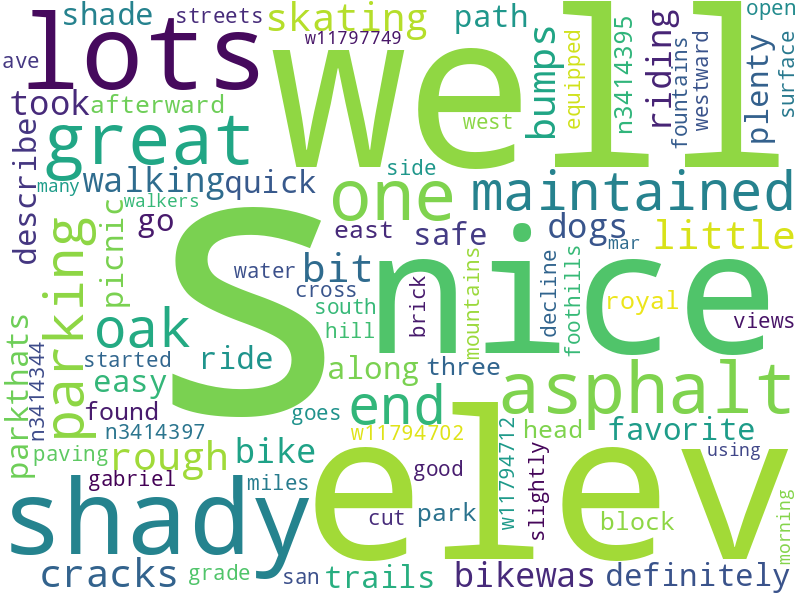 shade
streets
skating
path
open
ave
lots
w11797749
well
bumps
equipped
n3414395
riding
fountains
westward
plenty
surface
took
afterward
great
west
describe
many
walking
quick
side
one
maintained
walkers
go
picnic
parking
east
safe
dogs
mar
little
S
nice
water
bit
cross
mountains
decline
foothills
royal
views
oak
south
hill
brick
parkthats
n3414344
started
ride
along
three
easy
asphalt
found
goes
end
n3414397
w11794702
head
favorite
paving
rough
bike
good
w11794712
slightly
using
gabriel
miles
shady
elev
cut
park
block
morning
cracks
grade
san
trails
bikewas
definitely